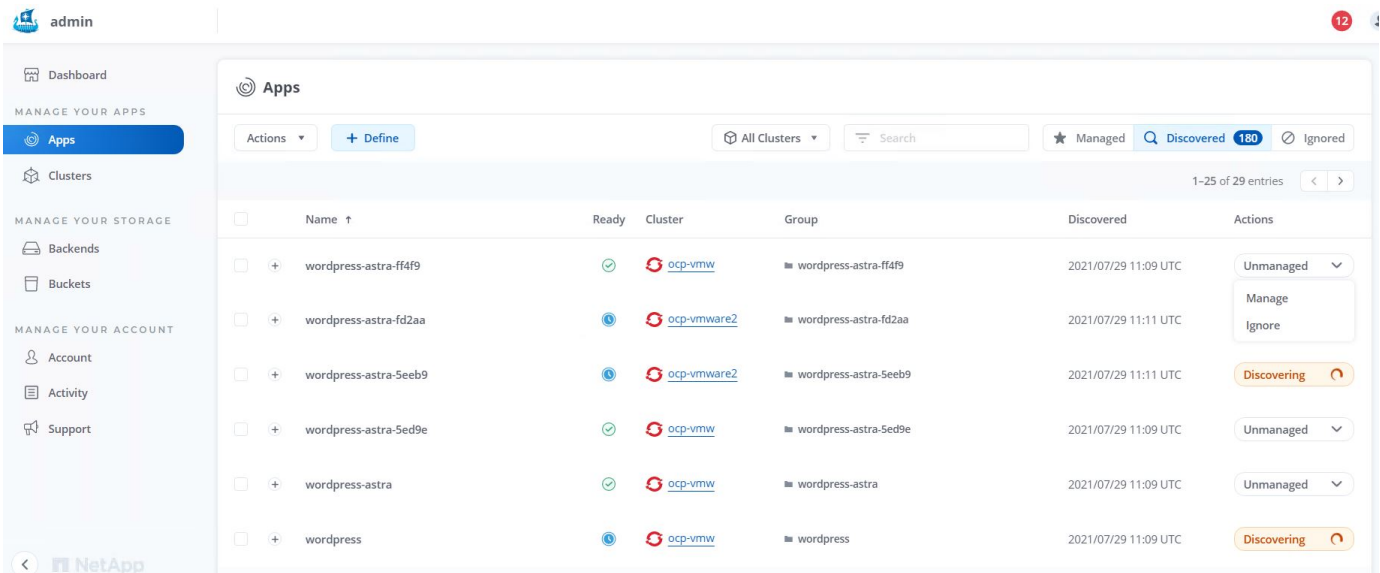 admin
12
Dashboard
MANAGE YOUR APPS
Apps
Clusters
MANAGE YOUR STORAGE
Backends
Buckets
MANAGE YOUR ACCOUNT
Account
Activity
Support
NetApp
Apps
Actions + Define All Clusters Search Managed Discovered 180 Ignored
1–25 of 29 entries
Name ↑ Ready Cluster Group Discovered Actions
wordpress-astra-ff4f9 ocp-vmw wordpress-astra-ff4f9 2021/07/29 11:09 UTC Unmanaged
Manage
wordpress-astra-fd2aa ocp-vmware2 wordpress-astra-fd2aa 2021/07/29 11:11 UTC
Ignore
wordpress-astra-5eeb9 ocp-vmware2 wordpress-astra-5eeb9 2021/07/29 11:11 UTC Discovering
wordpress-astra-5ed9e ocp-vmw wordpress-astra-5ed9e 2021/07/29 11:09 UTC Unmanaged
wordpress-astra ocp-vmw wordpress-astra 2021/07/29 11:09 UTC Unmanaged
wordpress ocp-vmw wordpress 2021/07/29 11:09 UTC Discovering